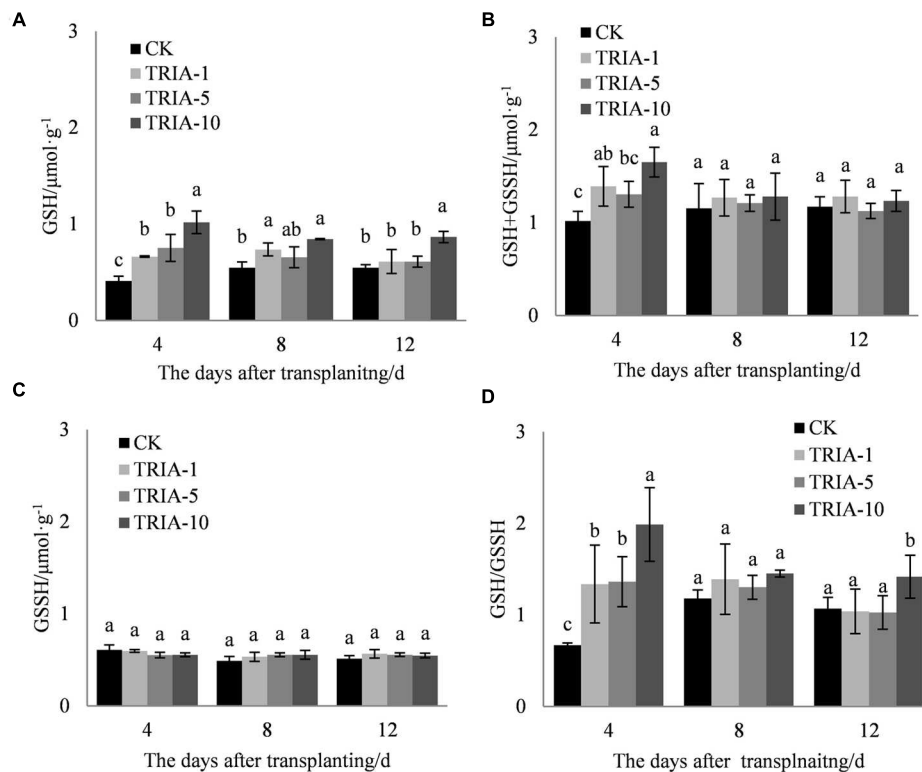 A
3
CK
TRIA-1
TRIA-5
TRIA-10
2
GSH/μmol·g⁻¹
1
0
c b b a
b a ab a
b b b a
4 8 12
The days after transplanitng/d
B
3
CK
TRIA-1
TRIA-5
TRIA-10
2
GSH+GSSH/μmol·g⁻¹
1
0
c ab bc a
a a a a
a a a a
4 8 12
The days after transplanting/d
C
3
CK
TRIA-1
TRIA-5
TRIA-10
2
GSSH/μmol·g⁻¹
1
0
a a a a
a a a a
a a a a
4 8 12
The days after transplanting/d
D
3
CK
TRIA-1
TRIA-5
TRIA-10
2
GSH/GSSH
1
0
c b b a
a a a a
a a a b
4 8 12
The days after transplnaitng/d